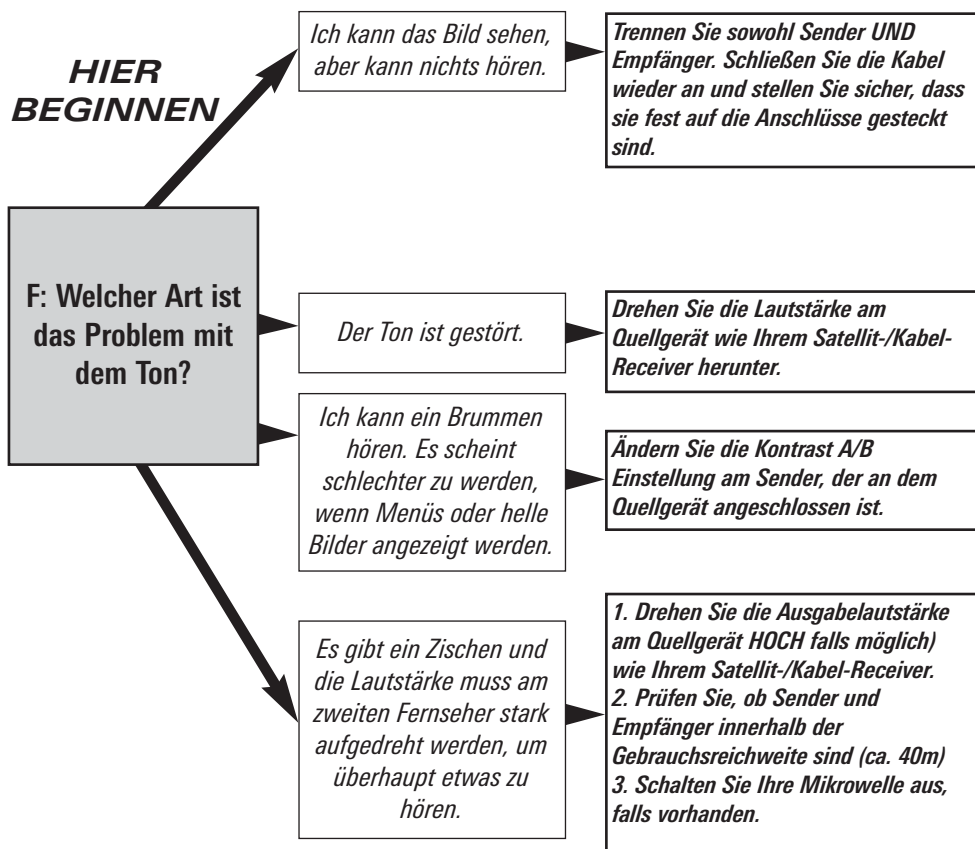 HIER
BEGINNEN
F: Welcher Art ist
das Problem mit
dem Ton?
Ich kann das Bild sehen,
aber kann nichts hören.
Trennen Sie sowohl Sender UND
Empfänger. Schließen Sie die Kabel
wieder an und stellen Sie sicher, dass
sie fest auf die Anschlüsse gesteckt
sind.
Der Ton ist gestört.
Drehen Sie die Lautstärke am
Quellgerät wie Ihrem Satellit-/Kabel-
Receiver herunter.
Ich kann ein Brummen
hören. Es scheint
schlechter zu werden,
wenn Menüs oder helle
Bilder angezeigt werden.
Ändern Sie die Kontrast A/B
Einstellung am Sender, der an dem
Quellgerät angeschlossen ist.
Es gibt ein Zischen und
die Lautstärke muss am
zweiten Fernseher stark
aufgedreht werden, um
überhaupt etwas zu
hören.
1. Drehen Sie die Ausgabelautstärke
am Quellgerät HOCH falls möglich)
wie Ihrem Satellit-/Kabel-Receiver.
2. Prüfen Sie, ob Sender und
Empfänger innerhalb der
Gebrauchsreichweite sind (ca. 40m)
3. Schalten Sie Ihre Mikrowelle aus,
falls vorhanden.